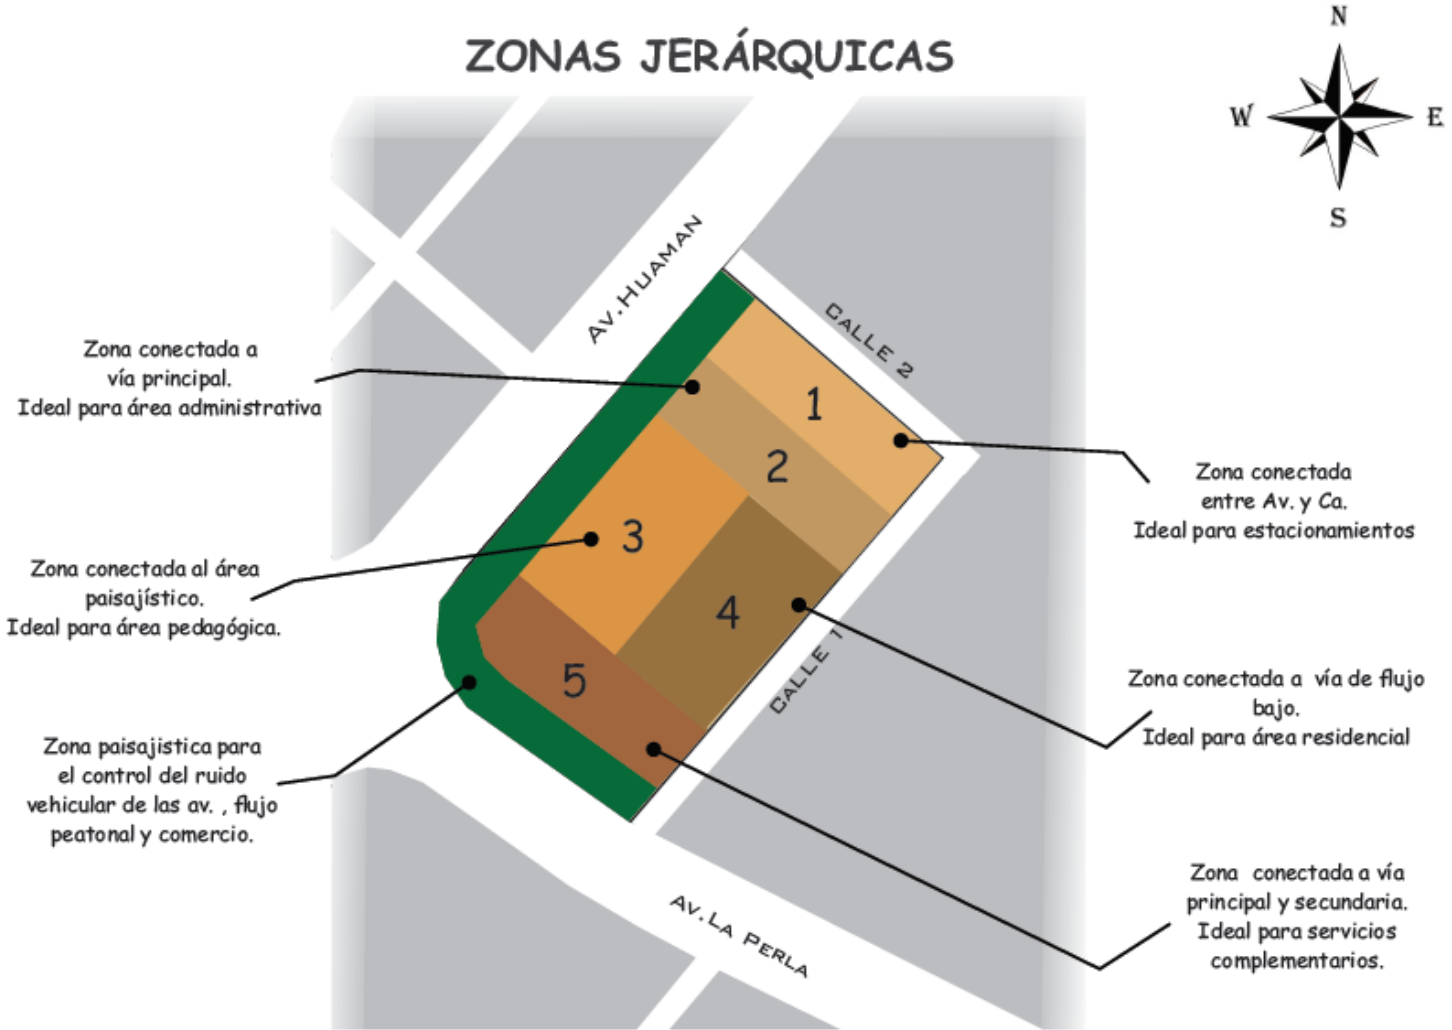 ZONAS JERÁRQUICAS
N
W
E
S
Av. HUAMAN
CALLE 2
Zona conectada a
vía principal.
Ideal para área administrativa
1
2
Zona conectada
entre Av. y Ca.
Ideal para estacionamientos
3
Zona conectada al área
paisajístico.
Ideal para área pedagógica.
4
CALLE 1
5
Zona conectada a vía de flujo
bajo.
Ideal para área residencial
Zona paisajistica para
el control del ruido
vehicular de las av. , flujo
peatonal y comercio.
Zona conectada a vía
principal y secundaria.
Ideal para servicios
complementarios.
Av. LA PERLA